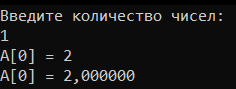 Введите количество чисел:
1
A[0] = 2
A[0] = 2,000000